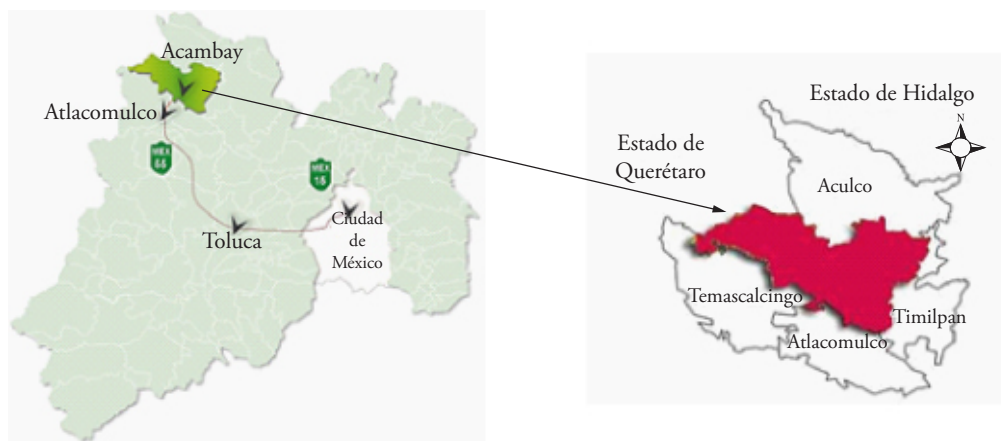 Acambay
Atlacomulco
MEX
55
MEX
15
Toluca
Ciudad
de
México
Estado de Hidalgo
N
Estado de
Querétaro
Aculco
Temascalcingo
Timilpan
Atlacomulco